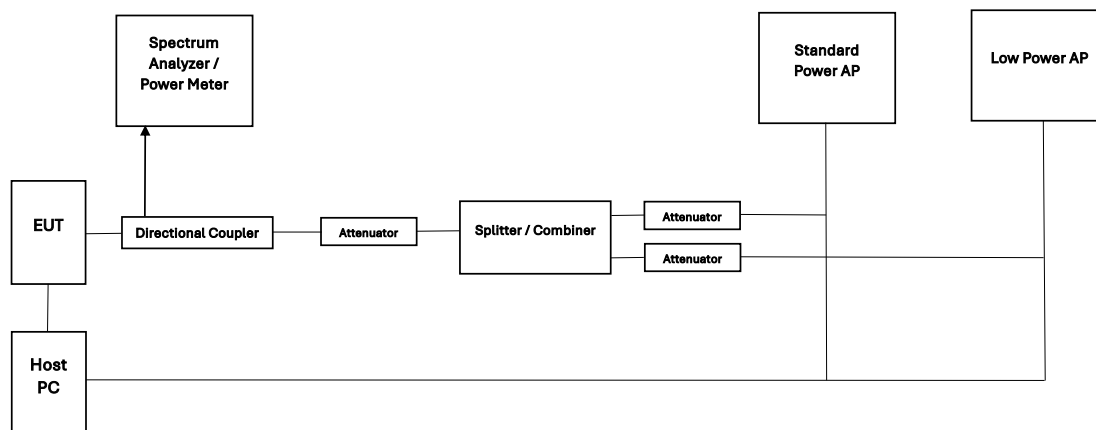 Spectrum
Analyzer /
Power Meter
Standard
Power AP
Low Power AP
EUT
Directional Coupler
Attenuator
Splitter / Combiner
Attenuator
Attenuator
Host
PC